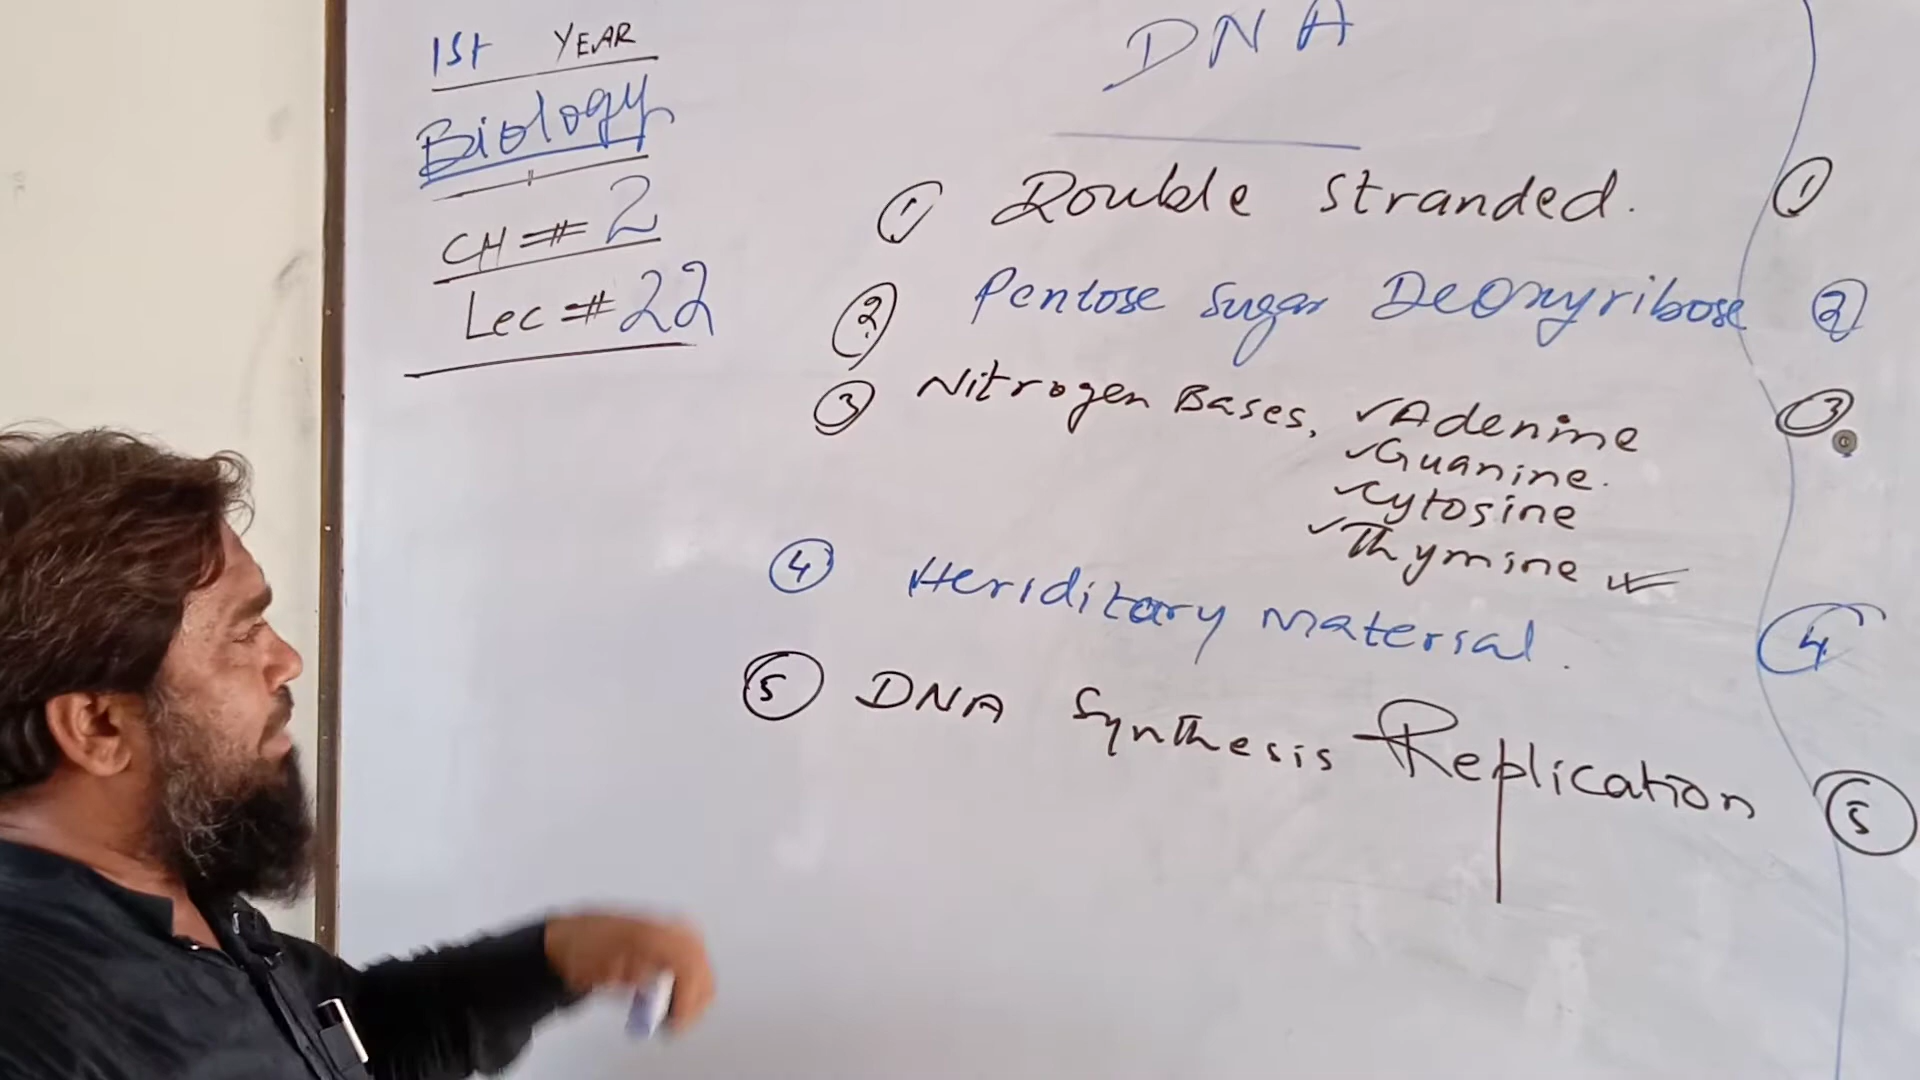 1st YEAR
Biology
CH # 2
Lec # 22
DNA
① Double Stranded.
② Pentose Sugar Deoxyribose
③ Nitrogen Bases, ✓Adenine
✓Guanine.
✓Cytosine
✓Thymine ✓
④ Heriditary Material.
⑤ DNA Synthesis Replication
①
②
③
④
⑤